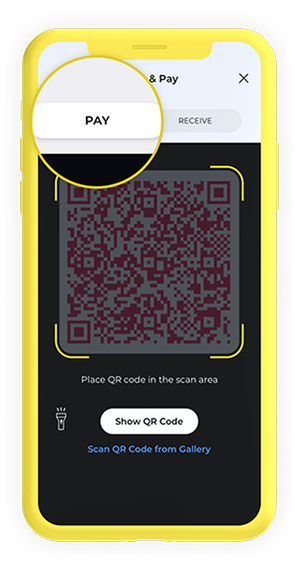 & Pay
PAY
RECEIVE
Place QR code in the scan area
Show QR Code
Scan QR Code from Gallery